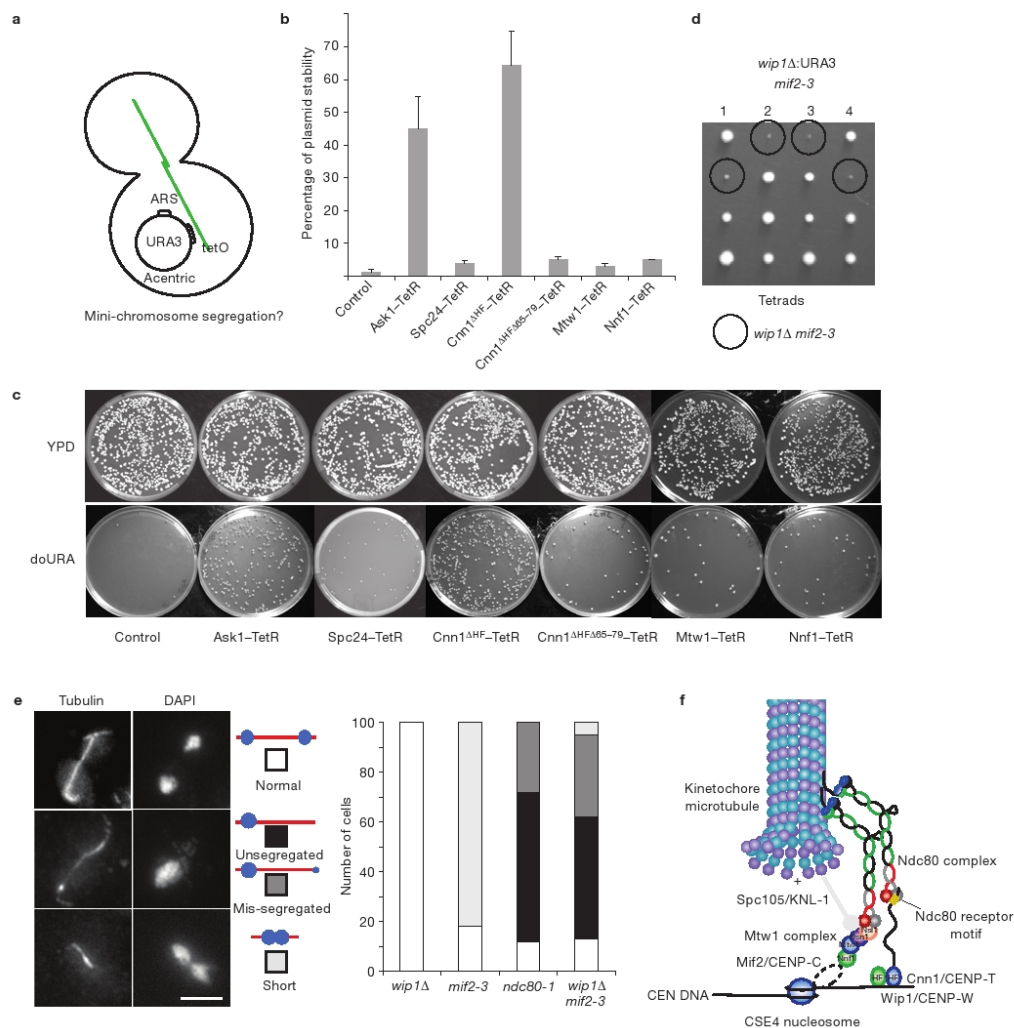 a
ARS
URA3
tetO
Acentric
Mini-chromosome segregation?
b
Percentage of plasmid stability
70
60
50
40
30
20
10
Control
Ask1–TetR
Spc24–TetR
Cnn1ΔHF–TetR
Cnn1ΔHFΔ65–79–TetR
Mtw1–TetR
Nnf1–TetR
d
wip1Δ:URA3
mif2-3
1 2 3 4
Tetrads
wip1Δ mif2-3
c
YPD
doURA
Control Ask1–TetR Spc24–TetR Cnn1ΔHF–TetR Cnn1ΔHFΔ65–79–TetR Mtw1–TetR Nnf1–TetR
e
Tubulin DAPI
Normal
Unsegregated
Mis-segregated
Short
Number of cells
100
80
60
40
20
0
wip1Δ mif2-3 ndc80-1 wip1Δ
mif2-3
f
Kinetochore
microtubule
+
Ndc80 complex
Spc105/KNL-1
Ndc80 receptor
motif
Mtw1 complex
Mif2/CENP-C
Nnf1
HF HF
Cnn1/CENP-T
Wip1/CENP-W
CEN DNA
CSE4 nucleosome